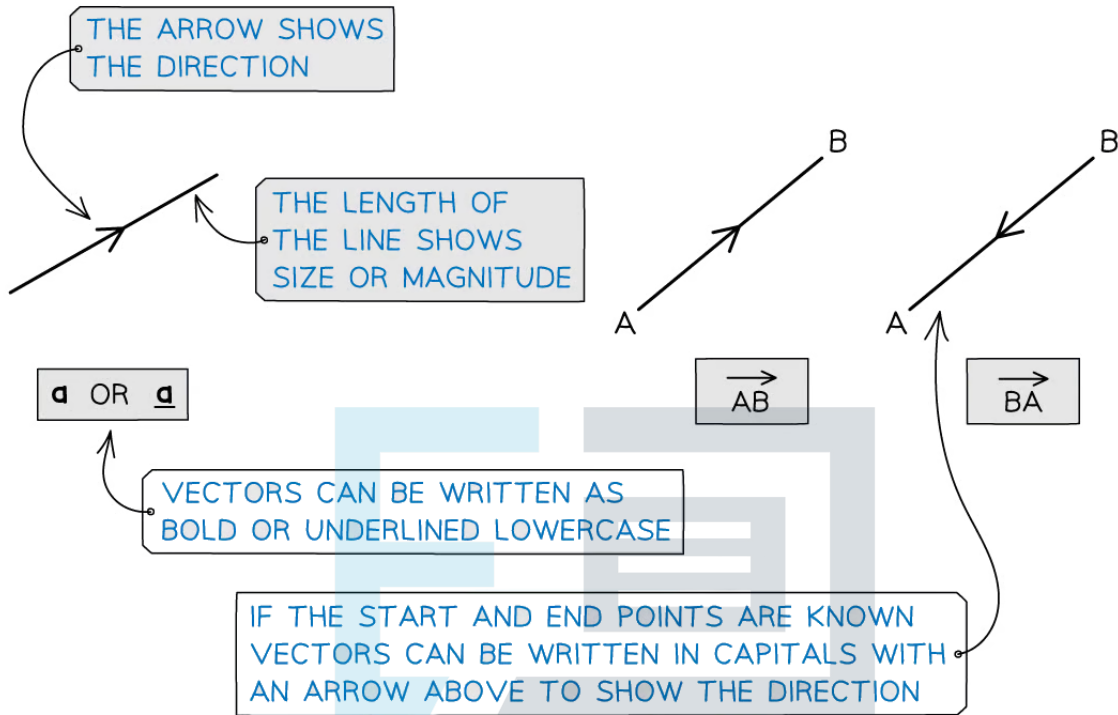 THE ARROW SHOWS
THE DIRECTION
THE LENGTH OF
THE LINE SHOWS
SIZE OR MAGNITUDE
B
A
B
A
a OR a
AB
BA
VECTORS CAN BE WRITTEN AS
BOLD OR UNDERLINED LOWERCASE
IF THE START AND END POINTS ARE KNOWN
VECTORS CAN BE WRITTEN IN CAPITALS WITH
AN ARROW ABOVE TO SHOW THE DIRECTION